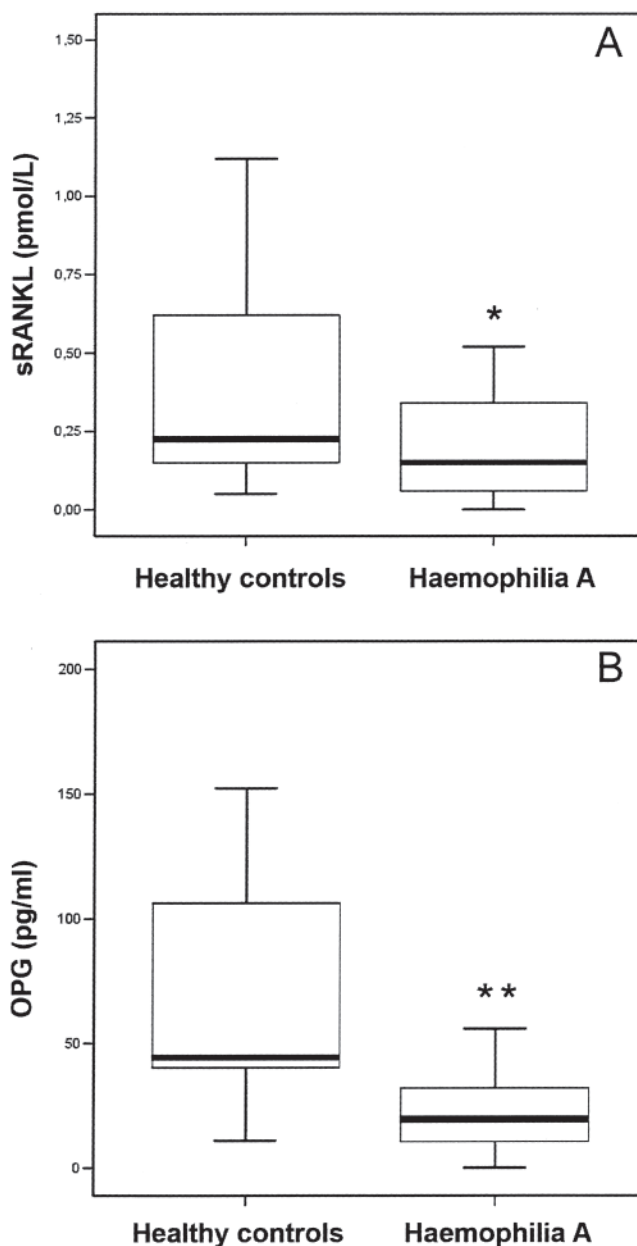 A
1,50
1,25
1,00
0,75
0,50
0,25
0,00
sRANKL (pmol/L)
*
Healthy controls Haemophilia A
B
200
150
100
50
0
OPG (pg/ml)
**
Healthy controls Haemophilia A